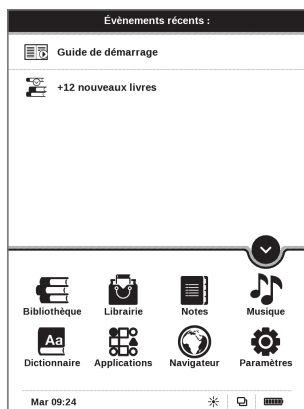 Évènements récents :
Guide de démarrage
+12 nouveaux livres
Bibliothèque Librairie Notes Musique
Aa
Dictionnaire Applications Navigateur Paramètres
Mar 09:24